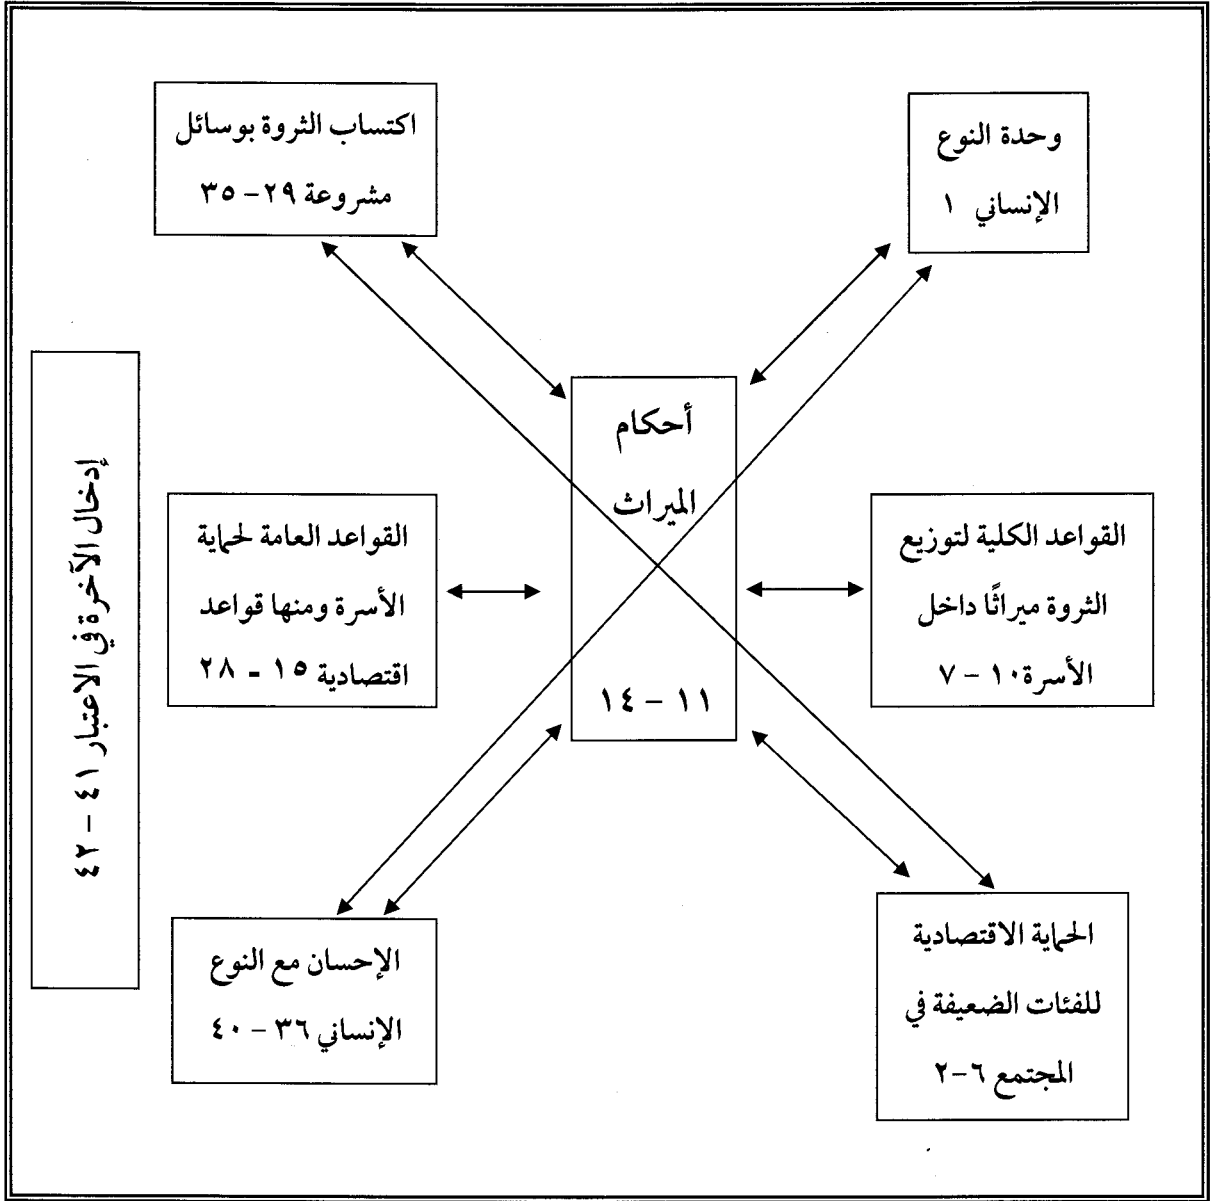 وحدة النوع
الإنساني ١
اكتساب الثروة بوسائل
مشروعة ٢٩ – ٣٥
أحكام
الميراث
١١ – ١٤
القواعد الكلية لتوزيع
الثروة ميراثًا داخل
الأسرة ١٠ – ٧
القواعد العامة لحماية
الأسرة ومنها قواعد
اقتصادية ١٥ - ٢٨
الحماية الاقتصادية
للفئات الضعيفة في
المجتمع ٦–٢
الإحسان مع النوع
الإنساني ٣٦ – ٤٠
إدخال الآخرة في الاعتبار ٤١ – ٤٢